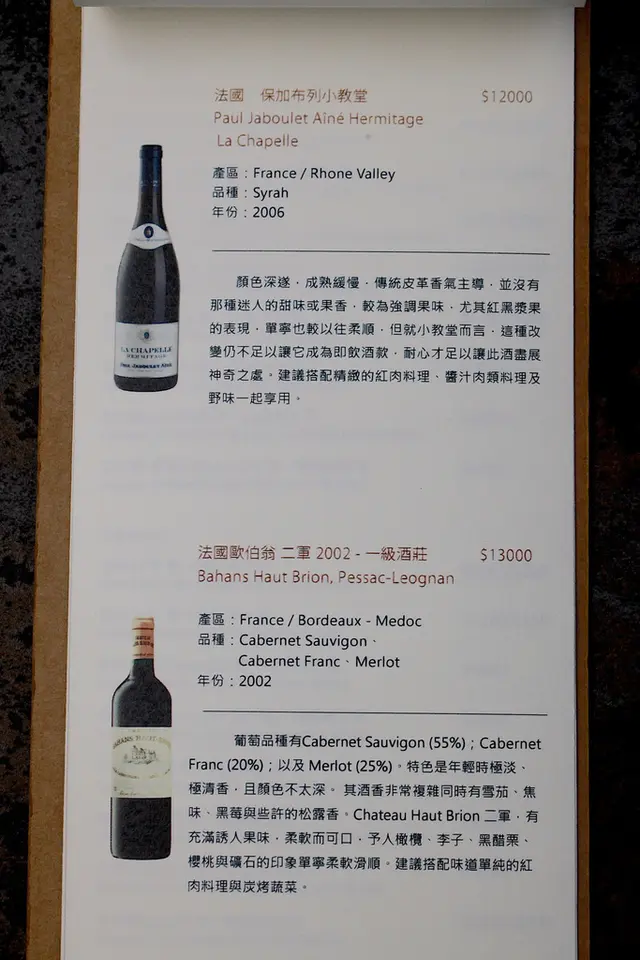 法國 保加布列小教堂 $12000
Paul Jaboulet Aîné Hermitage
La Chapelle
產區：France / Rhone Valley
品種：Syrah
年份：2006
顏色深邃，成熟緩慢，傳統皮革香氣主導，並沒有
那種迷人的甜味或果香，較為強調果味，尤其紅黑漿果
的表現，單寧也較以往柔順，但就小教堂而言，這種改
變仍不足以讓它成為即飲酒款，耐心才足以讓此酒盡展
神奇之處。建議搭配精緻的紅肉料理、醬汁肉類料理及
野味一起享用。
LA CHAPELLE
HERMITAGE
PAUL JABOULET AÎNÉ
法國歐伯翁 二軍 2002 - 一級酒莊 $13000
Bahans Haut Brion, Pessac-Leognan
產區：France / Bordeaux - Medoc
品種：Cabernet Sauvignon、
Cabernet Franc、Merlot
年份：2002
葡萄品種有Cabernet Sauvignon (55%)；Cabernet
Franc (20%)；以及 Merlot (25%)。特色是年輕時極淡、
極清香，且顏色不太深。其酒香非常複雜同時有雪茄、焦
味、黑莓與些許的松露香。Chateau Haut Brion 二軍，有
充滿誘人果味，柔軟而可口，予人橄欖、李子、黑醋栗、
櫻桃與礦石的印象單寧柔軟滑順。建議搭配味道單純的紅
肉料理與炭烤蔬菜。